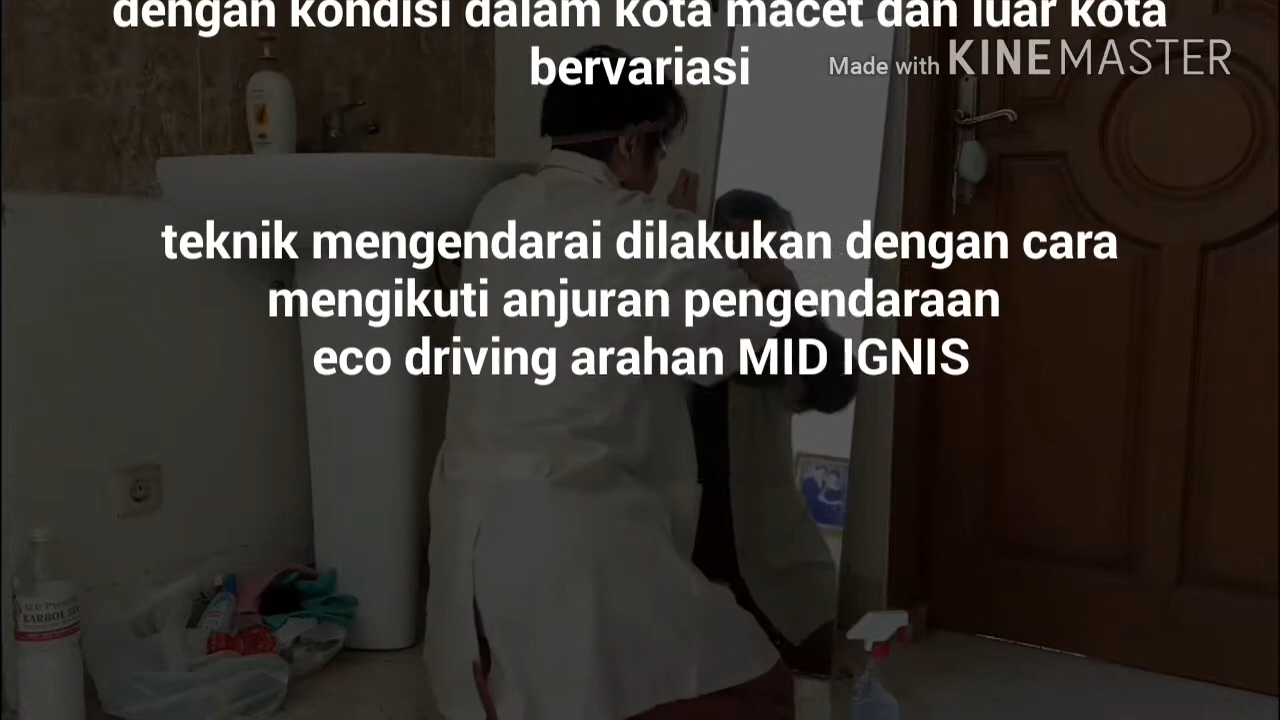 dengan kondisi dalam kota macet dan luar kota
bervariasi
Made with KINEMASTER
teknik mengendarai dilakukan dengan cara
mengikuti anjuran pengendaraan
eco driving arahan MID IGNIS